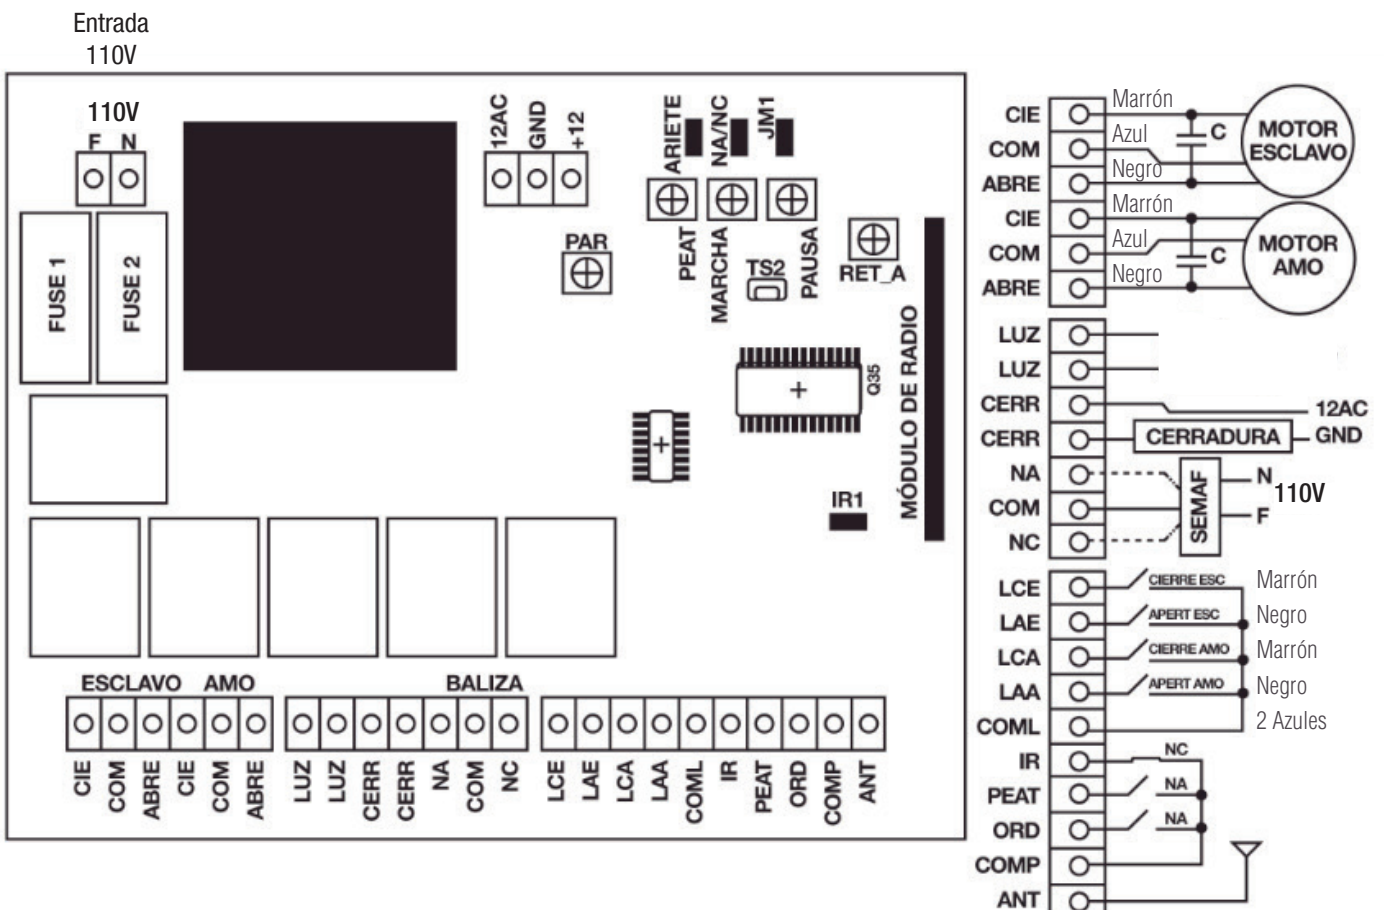 Entrada
110V
110V
F N
FUSE 1
FUSE 2
12AC
GND
+12
PAR
ARIETE
NA/NC
JM1
PEAT
MARCHA
PAUSA
TS2
RET_A
MÓDULO DE RADIO
Q35
IR1
ESCLAVO AMO
BALIZA
CIE
COM
ABRE
CIE
COM
ABRE
LUZ
LUZ
CERR
CERR
NA
COM
NC
LCE
LAE
LCA
LAA
COML
IR
PEAT
ORD
COMP
ANT
CIE Marrón
COM Azul
ABRE Negro
C
MOTOR
ESCLAVO
CIE Marrón
COM Azul
ABRE Negro
C
MOTOR
AMO
LUZ
LUZ
CERR 12AC
CERR CERRADURA GND
NA
COM
NC
SEMAF
N
110V
F
LCE CIERRE ESC Marrón
LAE APERT ESC Negro
LCA CIERRE AMO Marrón
LAA APERT AMO Negro
COML 2 Azules
IR NC
PEAT NA
ORD NA
COMP
ANT